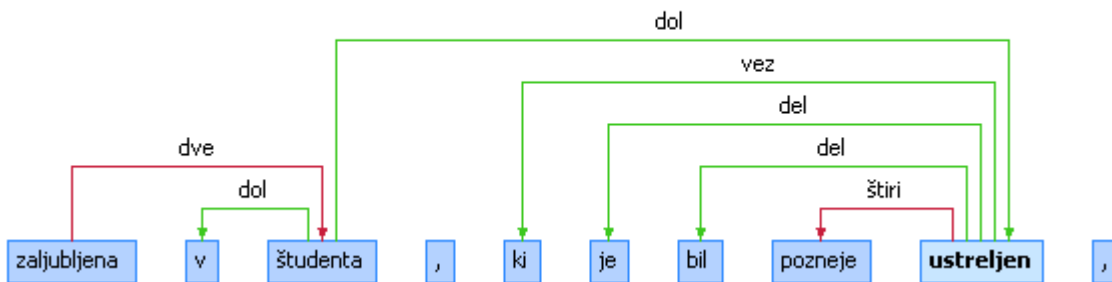 dol
vez
del
dve del
dol štiri
zaljubljena v študenta , ki je bil pozneje ustreljen ,